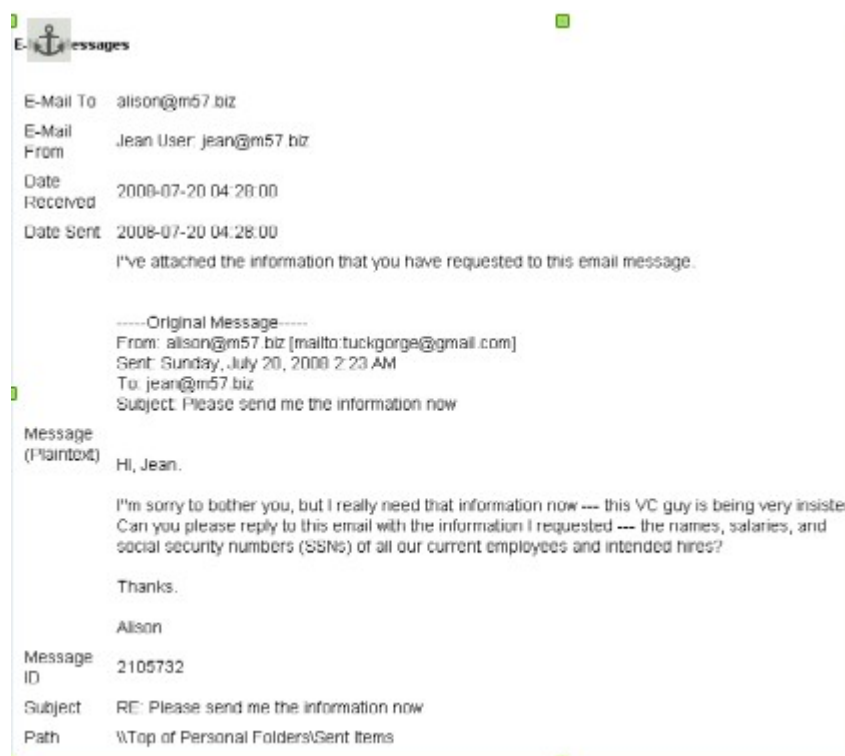 E- essages
E-Mail To alison@m57.biz
E-Mail From Jean User: jean@m57.biz
Date Received 2008-07-20 04:28:00
Date Sent 2008-07-20 04:28:00
Message (Plaintext)
I"ve attached the information that you have requested to this email message.
-----Original Message-----
From: alison@m57.biz [mailto:tuckgorge@gmail.com]
Sent: Sunday, July 20, 2008 2:23 AM
To: jean@m57.biz
Subject: Please send me the information now
Hi, Jean.
I"m sorry to bother you, but I really need that information now --- this VC guy is being very insiste
Can you please reply to this email with the information I requested --- the names, salaries, and
social security numbers (SSNs) of all our current employees and intended hires?
Thanks.
Alison
Message ID 2105732
Subject RE: Please send me the information now
Path \\Top of Personal Folders\Sent Items